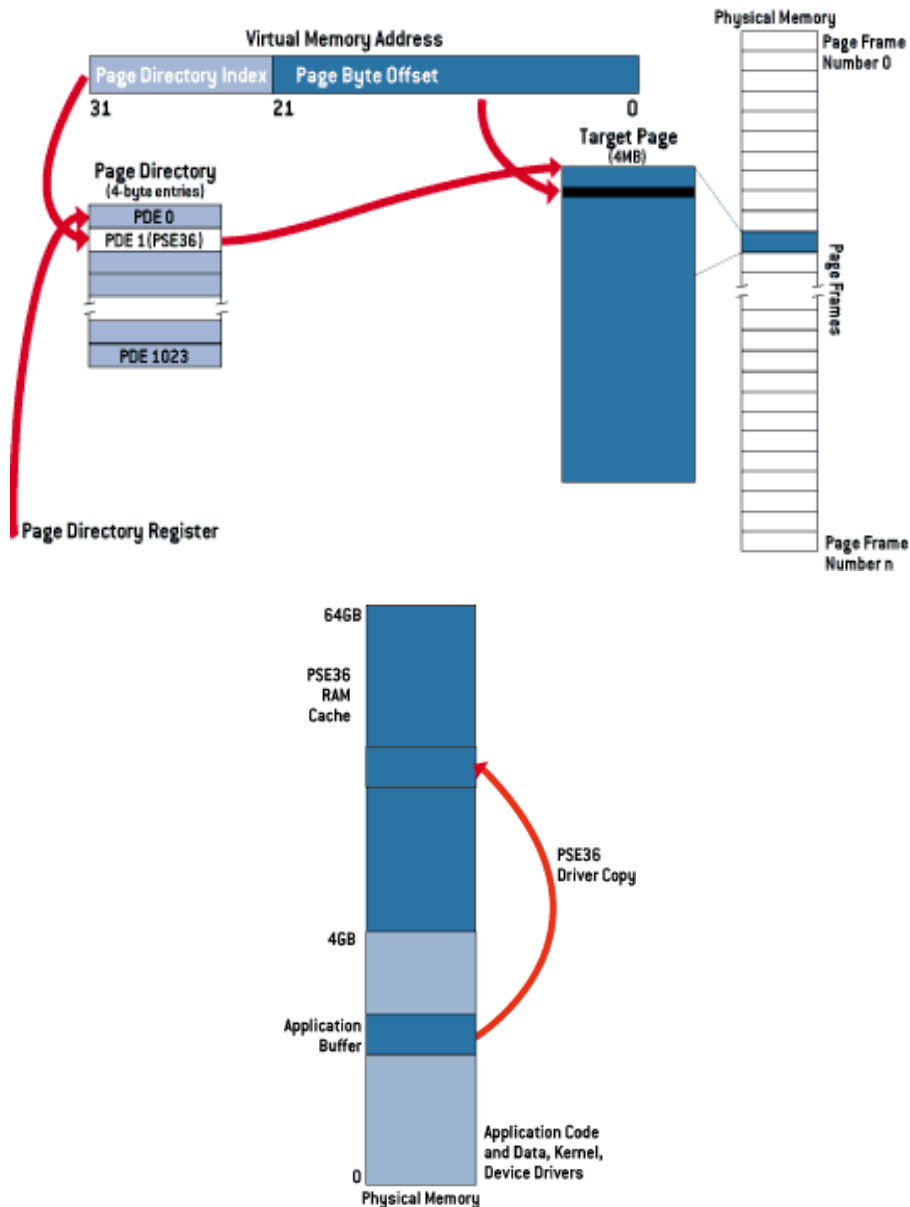 Physical Memory
Page Frame
Number 0
Virtual Memory Address
Page Directory Index
Page Byte Offset
31
21
0
Target Page
(4MB)
Page Directory
(4-byte entries)
PDE 0
PDE 1(PSE36)
Page Frames
PDE 1023
Page Directory Register
Page Frame
Number n
64GB
PSE36
RAM
Cache
PSE36
Driver Copy
4GB
Application
Buffer
Application Code
and Data, Kernel,
Device Drivers
0
Physical Memory